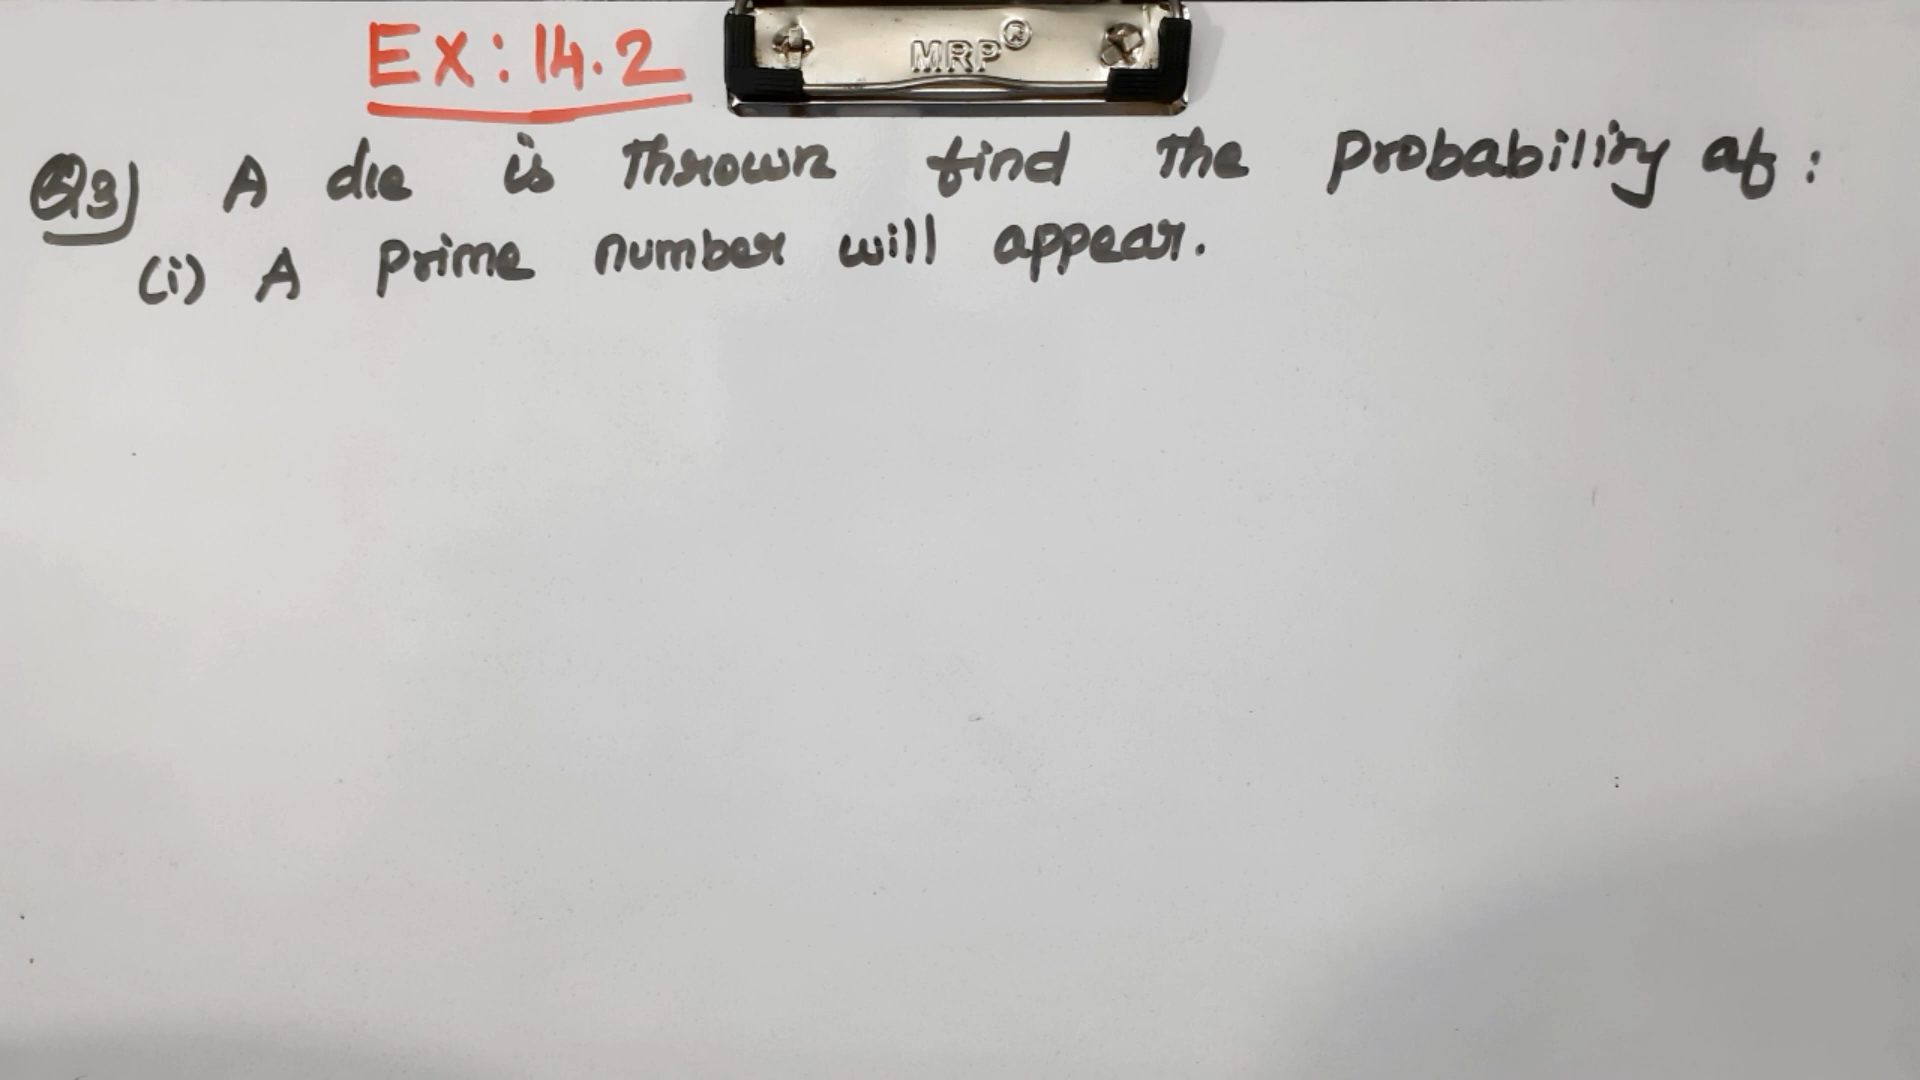 Ex: 14.2
MRP®
Q3) A die is Thrown find The probability of:
(i) A prime number will appear.